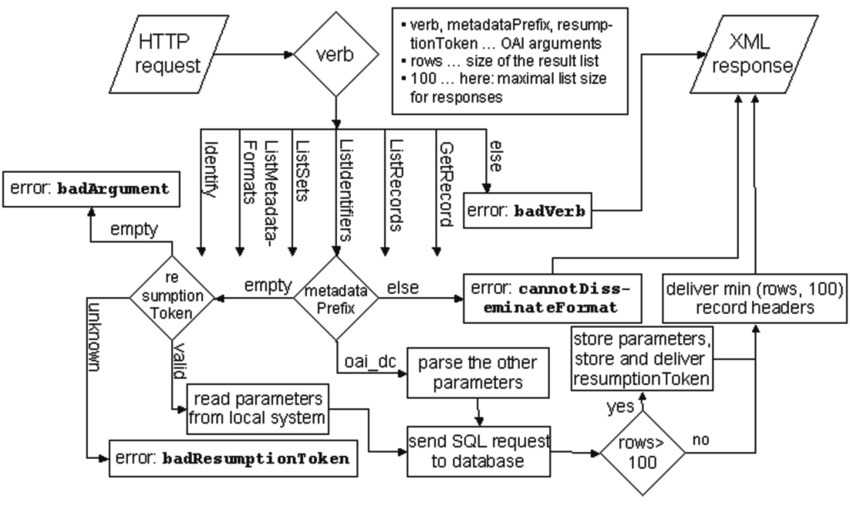 HTTP
request
verb
▪ verb, metadataPrefix, resump-
tionToken ... OAI arguments
▪ rows ... size of the result list
▪ 100 ... here: maximal list size
for responses
XML
response
Identify
ListMetadata-
Formats
ListSets
ListIdentifiers
ListRecords
GetRecord
else
error: badArgument
error: badVerb
empty
re
sumption
Token
empty
metadata
Prefix
else
error: cannotDiss-
eminateFormat
deliver min (rows, 100)
record headers
unknown
valid
oai_dc
parse the other
parameters
store parameters,
store and deliver
resumptionToken
read parameters
from local system
yes
send SQL request
to database
rows>
100
no
error: badResumptionToken